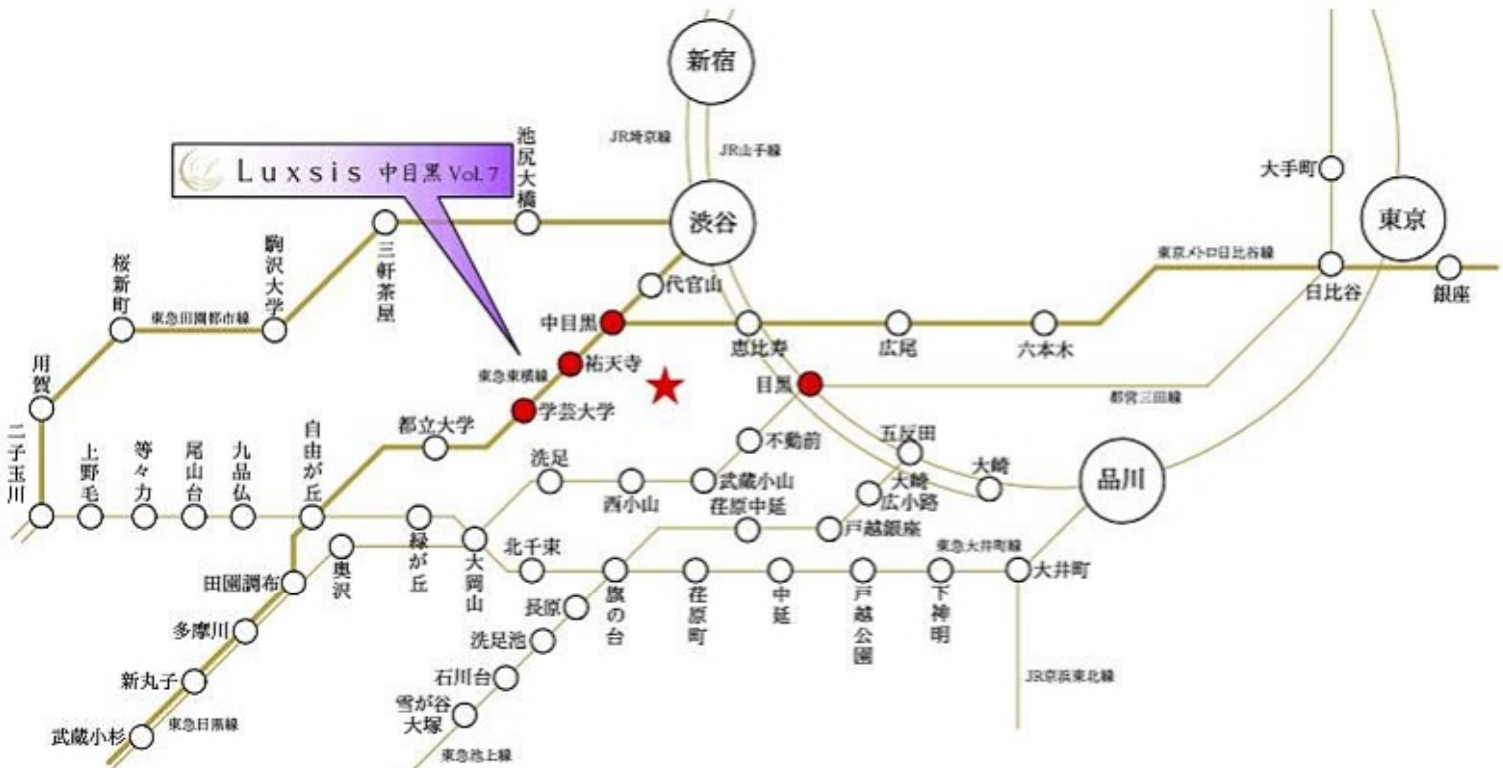 新宿
JR埼京線
JR山手線
池尻大橋
Luxsis 中目黒 Vol.7
大手町
渋谷
東京
三軒茶屋
駒沢大学
桜新町
東急田園都市線
代官山
東京メトロ日比谷線
日比谷
銀座
中目黒
恵比寿
広尾
六本木
用賀
祐天寺
東急東横線
目黒
都営三田線
学芸大学
都立大学
不動前
五反田
二子玉川
上野毛
等々力
尾山台
九品仏
自由が丘
洗足
西小山
武蔵小山
大崎
大崎
広小路
品川
荏原中延
戸越銀座
緑が丘
大岡山
北千束
東急大井町線
奥沢
大井町
田園調布
長原
旗の台
荏原町
中延
戸越公園
下神明
多摩川
洗足池
新丸子
石川台
JR京浜東北線
雪が谷
大塚
武蔵小杉
東急目黒線
東急池上線